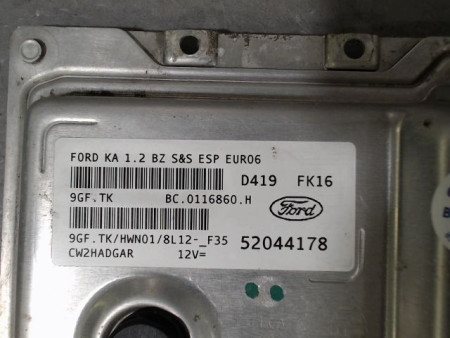 FORD KA 1.2 BZ S&S ESP EURO6
D419 FK16
9GF.TK BC.0116860.H
Ford
9GF.TK/HWN01/8L12-_F35 52044178
CW2HADGAR 12V=